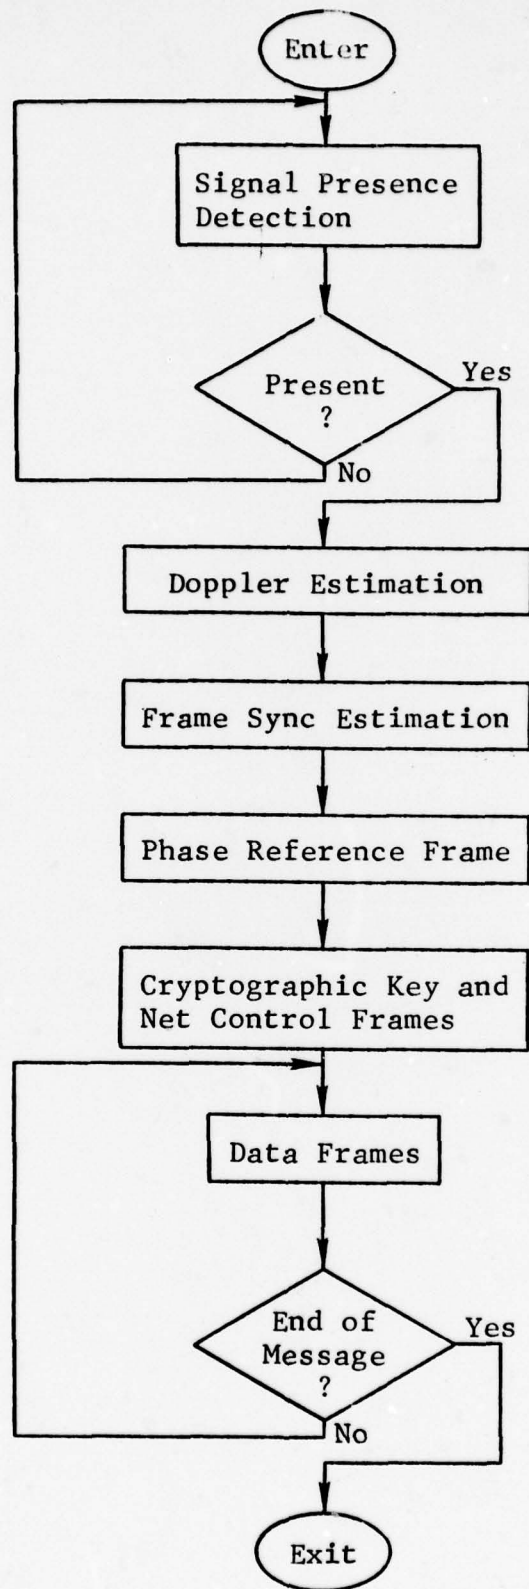 Enter
Signal Presence
Detection
Present
?
Yes
No
Doppler Estimation
Frame Sync Estimation
Phase Reference Frame
Cryptographic Key and
Net Control Frames
Data Frames
End of
Message
?
Yes
No
Exit